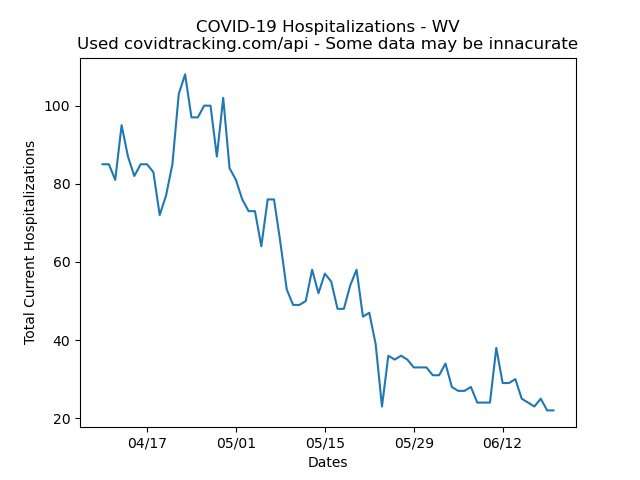 COVID-19 Hospitalizations - WV
Used covidtracking.com/api - Some data may be innacurate
Total Current Hospitalizations
100
80
60
40
20
04/17 05/01 05/15 05/29 06/12
Dates